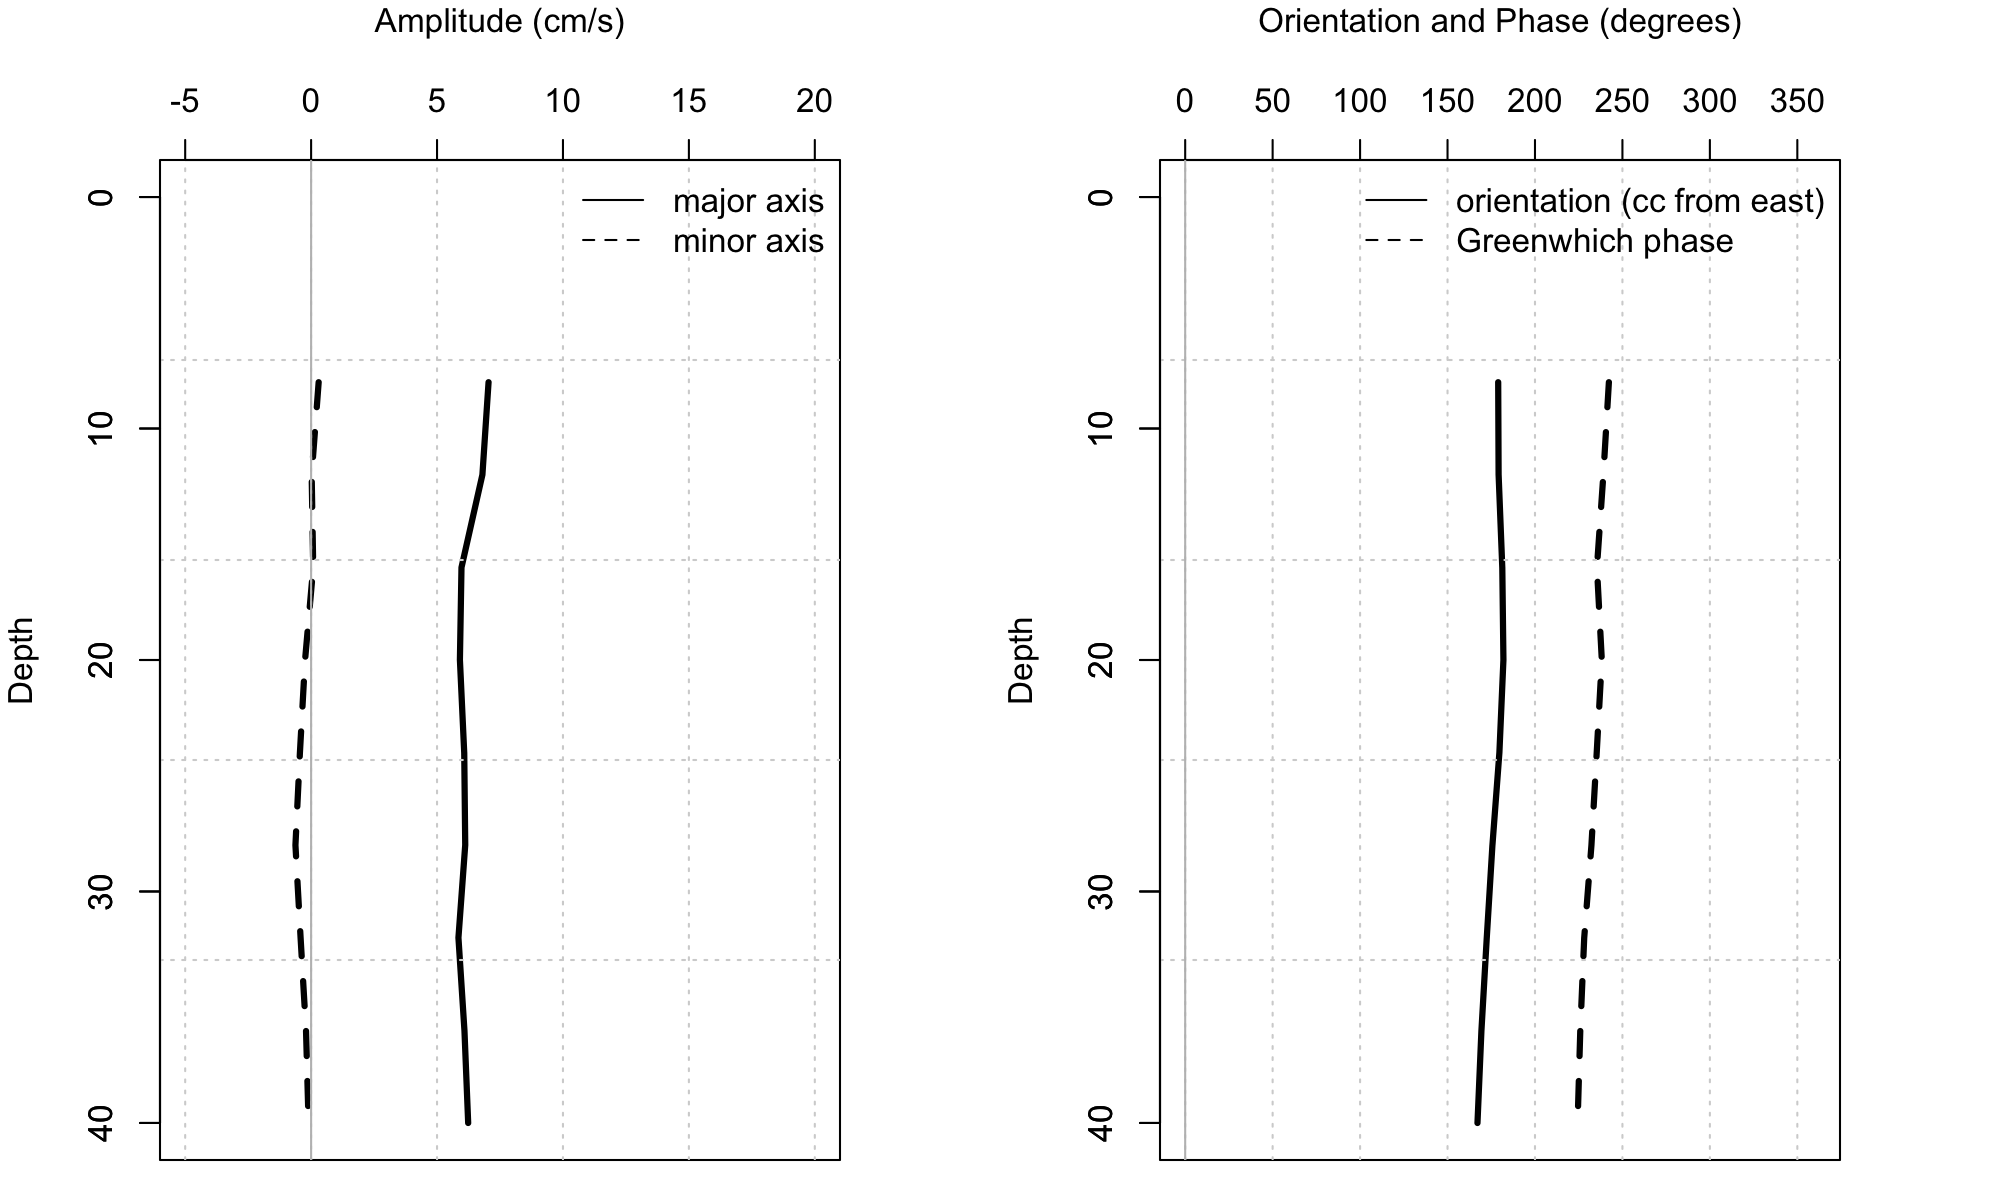 Amplitude (cm/s)
-5 0 5 10 15 20
major axis
minor axis
Depth
0
10
20
30
40
Orientation and Phase (degrees)
0 50 100 150 200 250 300 350
orientation (cc from east)
Greenwhich phase
Depth
0
10
20
30
40